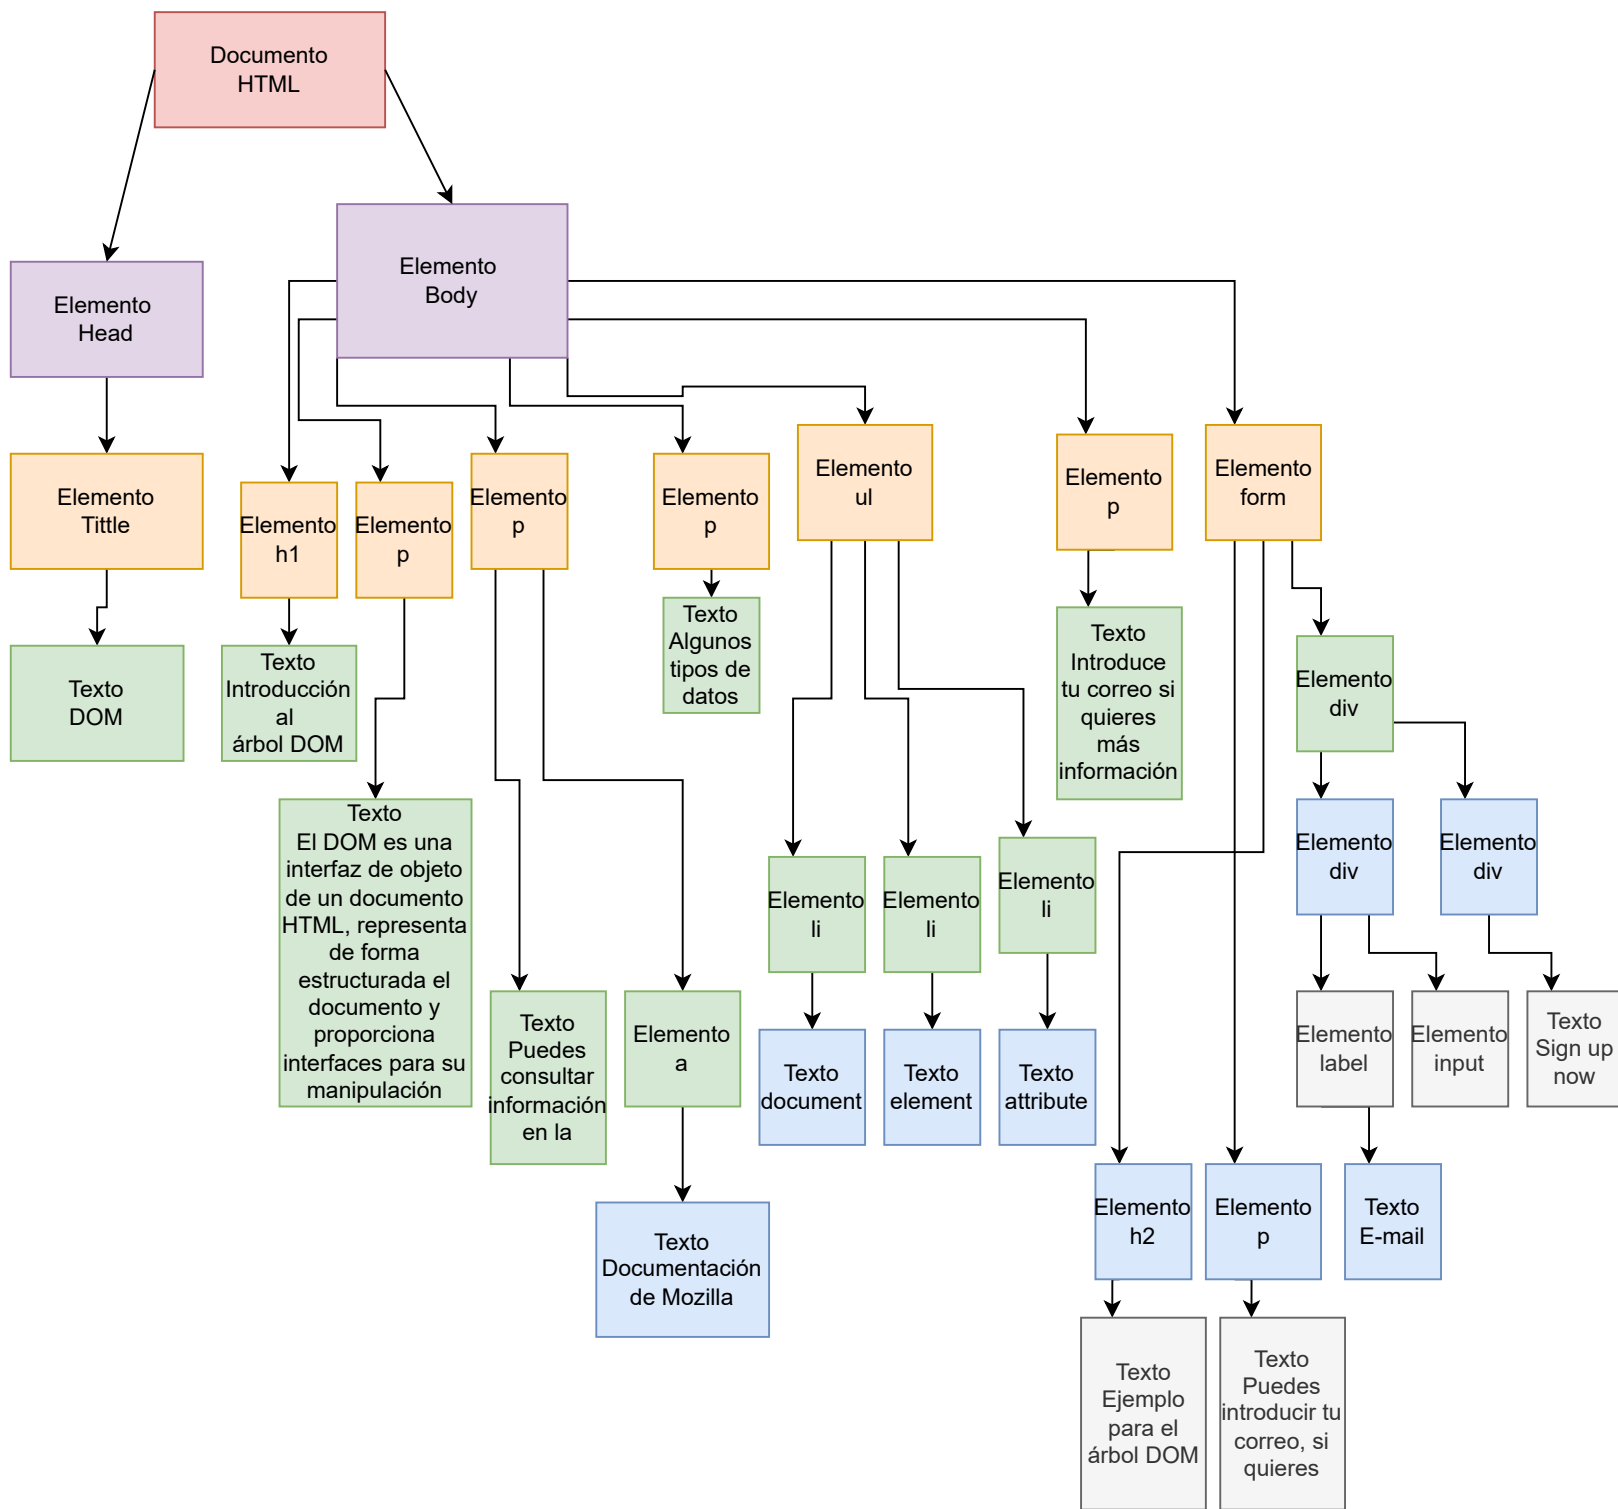 Documento
HTML
Elemento
Body
Elemento
Head
Elemento
Tittle
Elemento
h1
Elemento
p
Elemento
p
Elemento
p
Elemento
ul
Elemento
p
Elemento
form
Texto
DOM
Texto
Introducción
al
árbol DOM
Texto
Algunos
tipos de
datos
Texto
Introduce
tu correo si
quieres
más
información
Elemento
div
Texto
El DOM es una
interfaz de objeto
de un documento
HTML, representa
de forma
estructurada el
documento y
proporciona
interfaces para su
manipulación
Elemento
li
Elemento
li
Elemento
li
Elemento
div
Elemento
div
Texto
Puedes
consultar
información
en la
Elemento
a
Texto
document
Texto
element
Texto
attribute
Elemento
label
Elemento
input
Texto
Sign up
now
Texto
Documentación
de Mozilla
Elemento
h2
Elemento
p
Texto
E-mail
Texto
Ejemplo
para el
árbol DOM
Texto
Puedes
introducir tu
correo, si
quieres